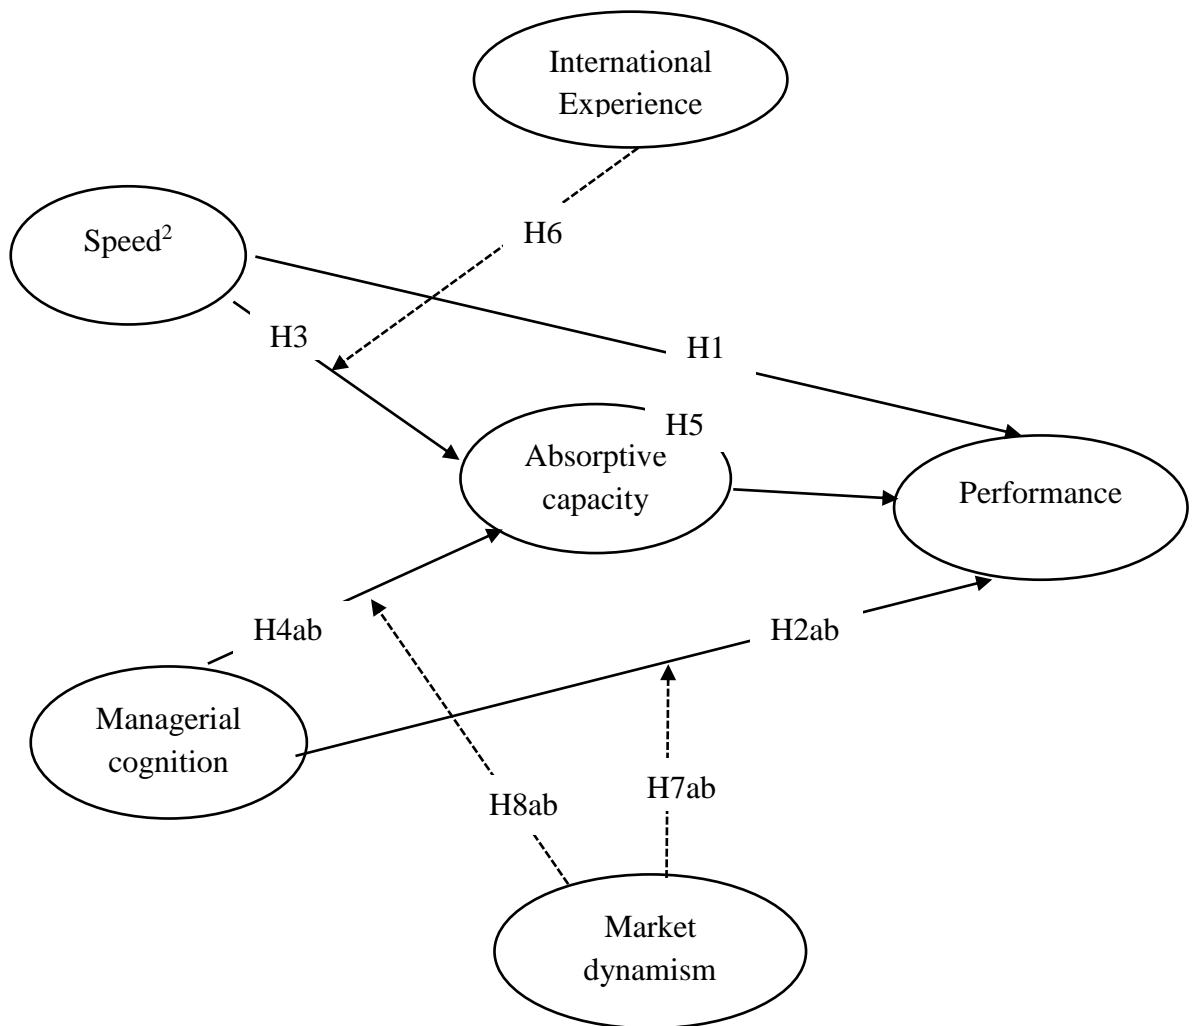 International
Experience
H6
Speed²
H3
H1
H5
Absorptive
capacity
Performance
H4ab
H2ab
Managerial
cognition
H8ab
H7ab
Market
dynamism